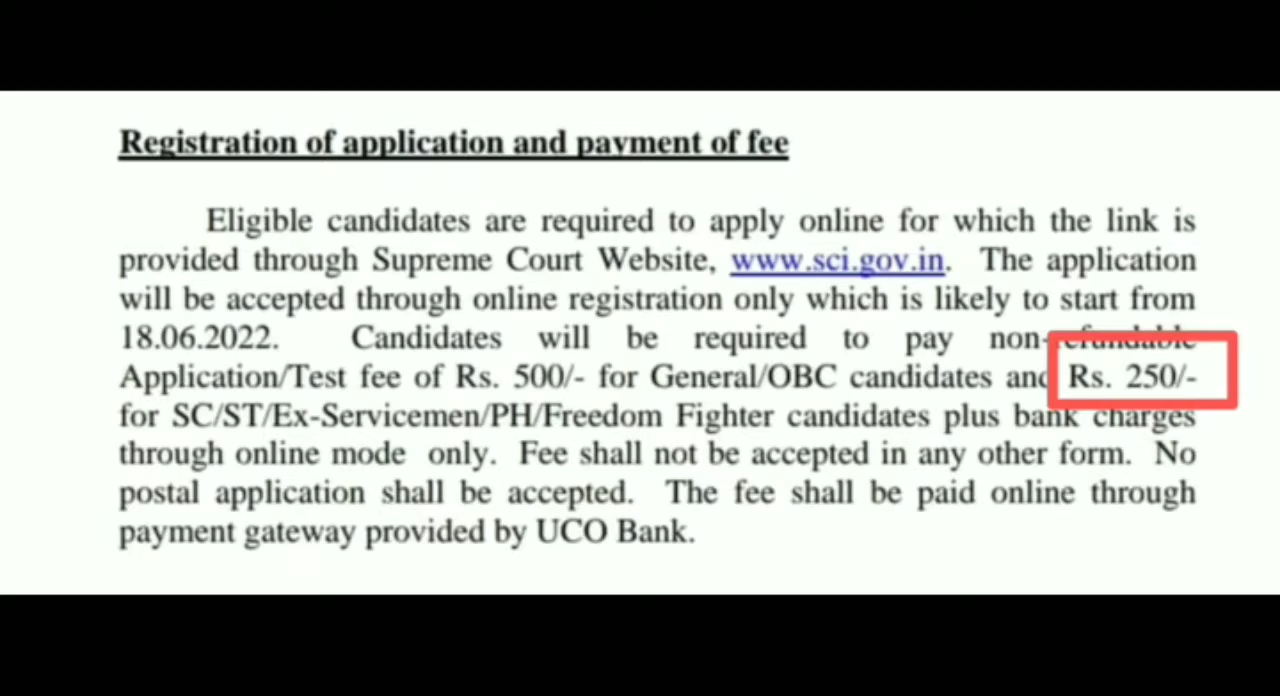 Registration of application and payment of fee
Eligible candidates are required to apply online for which the link is
provided through Supreme Court Website, www.sci.gov.in. The application
will be accepted through online registration only which is likely to start from
18.06.2022. Candidates will be required to pay non-refundable
Application/Test fee of Rs. 500/- for General/OBC candidates and Rs. 250/-
for SC/ST/Ex-Servicemen/PH/Freedom Fighter candidates plus bank charges
through online mode only. Fee shall not be accepted in any other form. No
postal application shall be accepted. The fee shall be paid online through
payment gateway provided by UCO Bank.